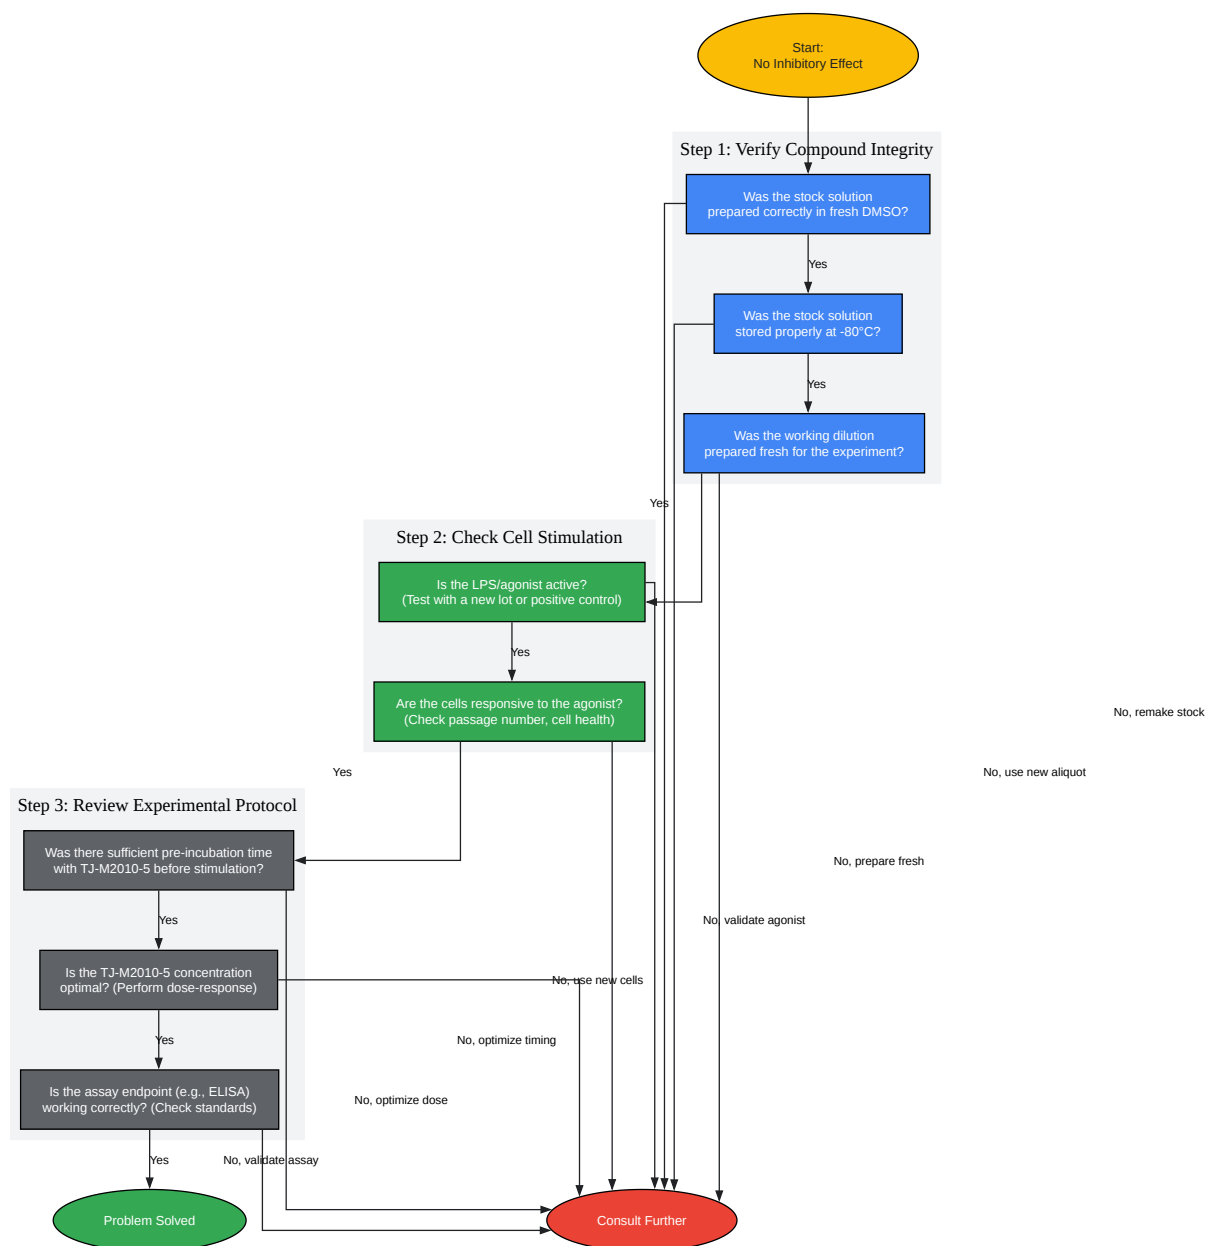 Start:
No Inhibitory Effect
Step 1: Verify Compound Integrity
Was the stock solution
prepared correctly in fresh DMSO?
Yes
Was the stock solution
stored properly at -80°C?
Yes
Was the working dilution
prepared fresh for the experiment?
Yes
Step 2: Check Cell Stimulation
Is the LPS/agonist active?
(Test with a new lot or positive control)
Yes
Are the cells responsive to the agonist?
(Check passage number, cell health)
No, remake stock
Yes
No, use new aliquot
Step 3: Review Experimental Protocol
Was there sufficient pre-incubation time
with TJ-M2010-5 before stimulation?
No, prepare fresh
Yes
No, validate agonist
Is the TJ-M2010-5 concentration
optimal? (Perform dose-response)
No, use new cells
Yes
No, optimize timing
Is the assay endpoint (e.g., ELISA)
working correctly? (Check standards)
No, optimize dose
Yes
No, validate assay
Problem Solved
Consult Further